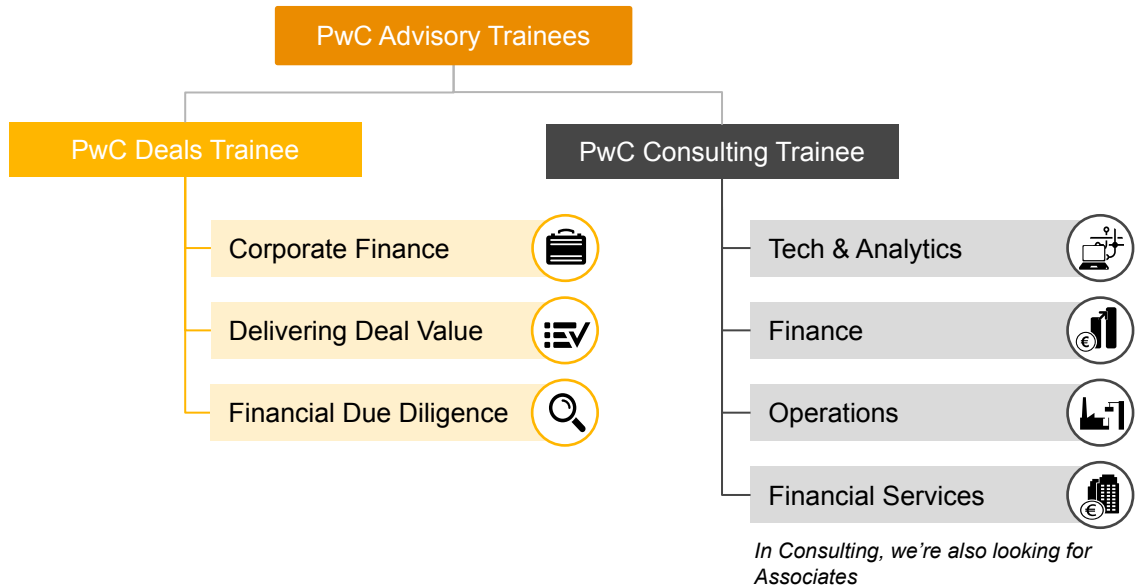 PwC Advisory Trainees
PwC Deals Trainee
Corporate Finance
Delivering Deal Value
Financial Due Diligence
PwC Consulting Trainee
Tech & Analytics
Finance
€
Operations
Financial Services
€
In Consulting, we're also looking for
Associates